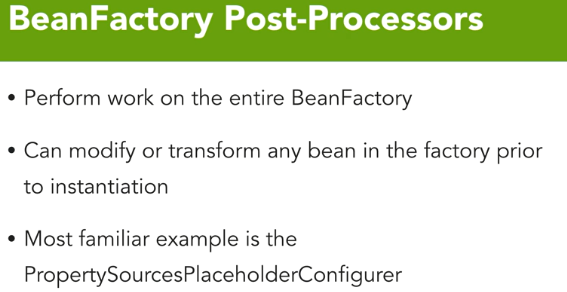 BeanFactory Post-Processors
• Perform work on the entire BeanFactory
• Can modify or transform any bean in the factory prior
to instantiation
• Most familiar example is the
PropertySourcesPlaceholderConfigurer